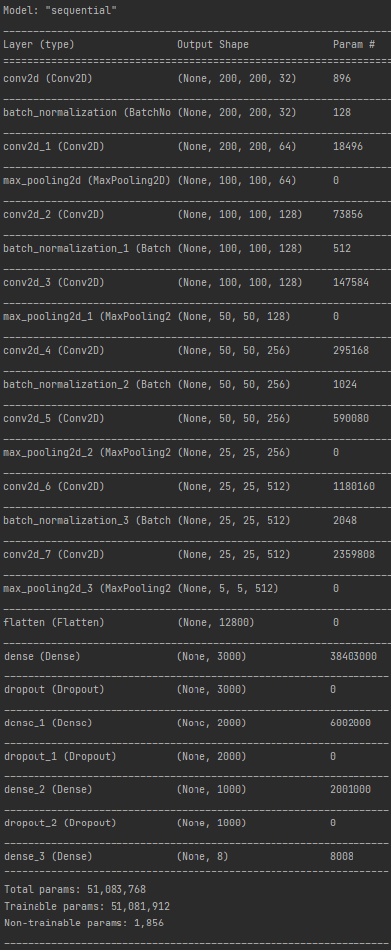 Model: "sequential"
Layer (type) Output Shape Param #
conv2d (Conv2D) (None, 200, 200, 32) 896
batch_normalization (BatchNo (None, 200, 200, 32) 128
conv2d_1 (Conv2D) (None, 200, 200, 64) 18496
max_pooling2d (MaxPooling2D) (None, 100, 100, 64) 0
conv2d_2 (Conv2D) (None, 100, 100, 128) 73856
batch_normalization_1 (Batch (None, 100, 100, 128) 512
conv2d_3 (Conv2D) (None, 100, 100, 128) 147584
max_pooling2d_1 (MaxPooling2 (None, 50, 50, 128) 0
conv2d_4 (Conv2D) (None, 50, 50, 256) 295168
batch_normalization_2 (Batch (None, 50, 50, 256) 1024
conv2d_5 (Conv2D) (None, 50, 50, 256) 590080
max_pooling2d_2 (MaxPooling2 (None, 25, 25, 256) 0
conv2d_6 (Conv2D) (None, 25, 25, 512) 1180160
batch_normalization_3 (Batch (None, 25, 25, 512) 2048
conv2d_7 (Conv2D) (None, 25, 25, 512) 2359808
max_pooling2d_3 (MaxPooling2 (None, 5, 5, 512) 0
flatten (Flatten) (None, 12800) 0
dense (Dense) (None, 3000) 38403000
dropout (Dropout) (None, 3000) 0
dense_1 (Dense) (None, 2000) 6002000
dropout_1 (Dropout) (None, 2000) 0
dense_2 (Dense) (None, 1000) 2001000
dropout_2 (Dropout) (None, 1000) 0
dense_3 (Dense) (None, 8) 8008
Total params: 51,083,768
Trainable params: 51,081,912
Non-trainable params: 1,856